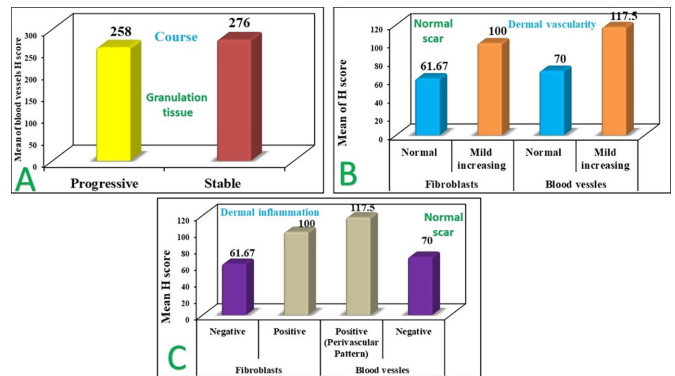 Mean of blood vessels H score
300
250
200
150
100
50
0
Course
258
276
Granulation
tissue
Progressive
Stable
A
Mean of H score
120
100
80
60
40
20
0
Normal
scar
Dermal vascularity
61.67
100
70
117.5
Normal
Mild
increasing
Normal
Mild
increasing
Fibroblasts
Blood vessles
B
Mean H score
120
100
80
60
40
20
0
Dermal inflammation
Normal
scar
61.67
100
117.5
70
Negative
Positive
Positive
(Perivascular
Pattern)
Negative
Fibroblasts
Blood vessles
C